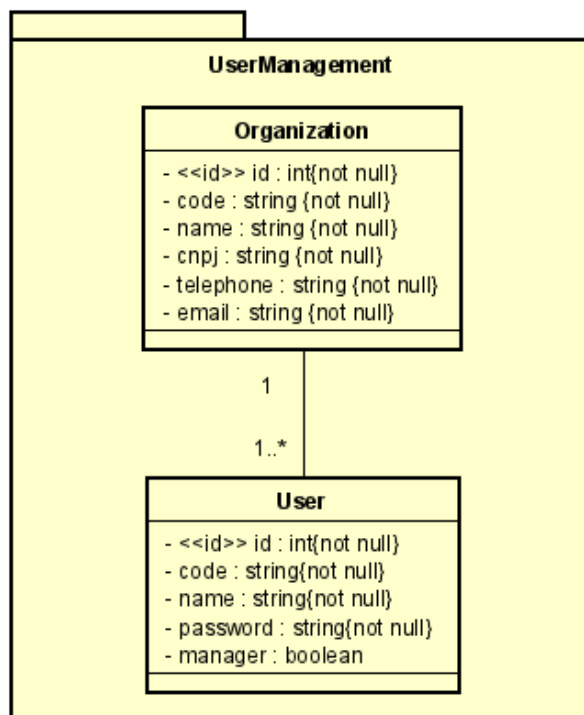 UserManagement
Organization
- <<id>> id : int{not null}
- code : string {not null}
- name : string {not null}
- cnpj : string {not null}
- telephone : string {not null}
- email : string {not null}
1
1..*
User
- <<id>> id : int{not null}
- code : string{not null}
- name : string{not null}
- password : string{not null}
- manager : boolean